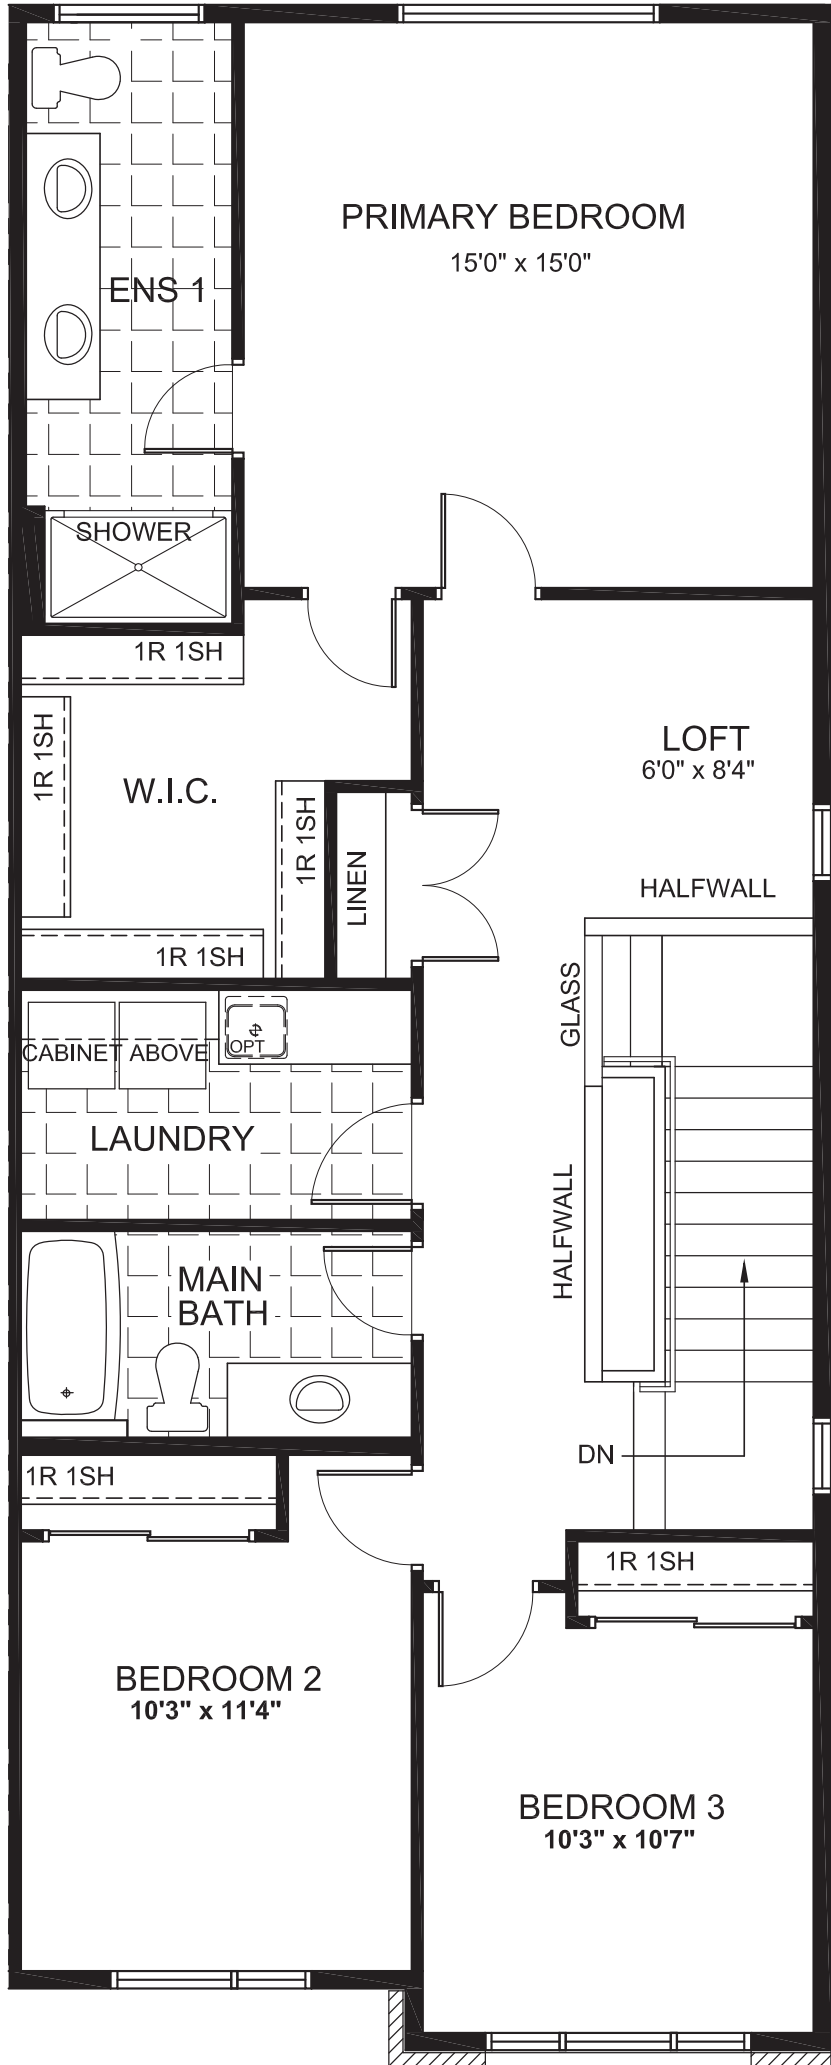 PRIMARY BEDROOM
15'0" x 15'0"
ENS 1
SHOWER
1R 1SH
1R 1SH
W.I.C.
1R 1SH
LINEN
1R 1SH
LOFT
6'0" x 8'4"
HALFWALL
GLASS
CABINET ABOVE
OPT
LAUNDRY
HALFWALL
MAIN
BATH
DN
1R 1SH
1R 1SH
BEDROOM 2
10'3" x 11'4"
BEDROOM 3
10'3" x 10'7"